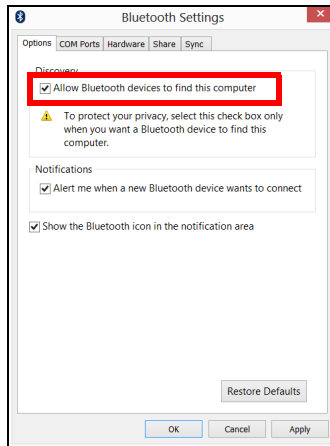 Bluetooth Settings
Options COM Ports Hardware Share Sync
Discovery
Allow Bluetooth devices to find this computer
To protect your privacy, select this check box only
when you want a Bluetooth device to find this
computer.
Notifications
Alert me when a new Bluetooth device wants to connect
Show the Bluetooth icon in the notification area
Restore Defaults
OK Cancel Apply